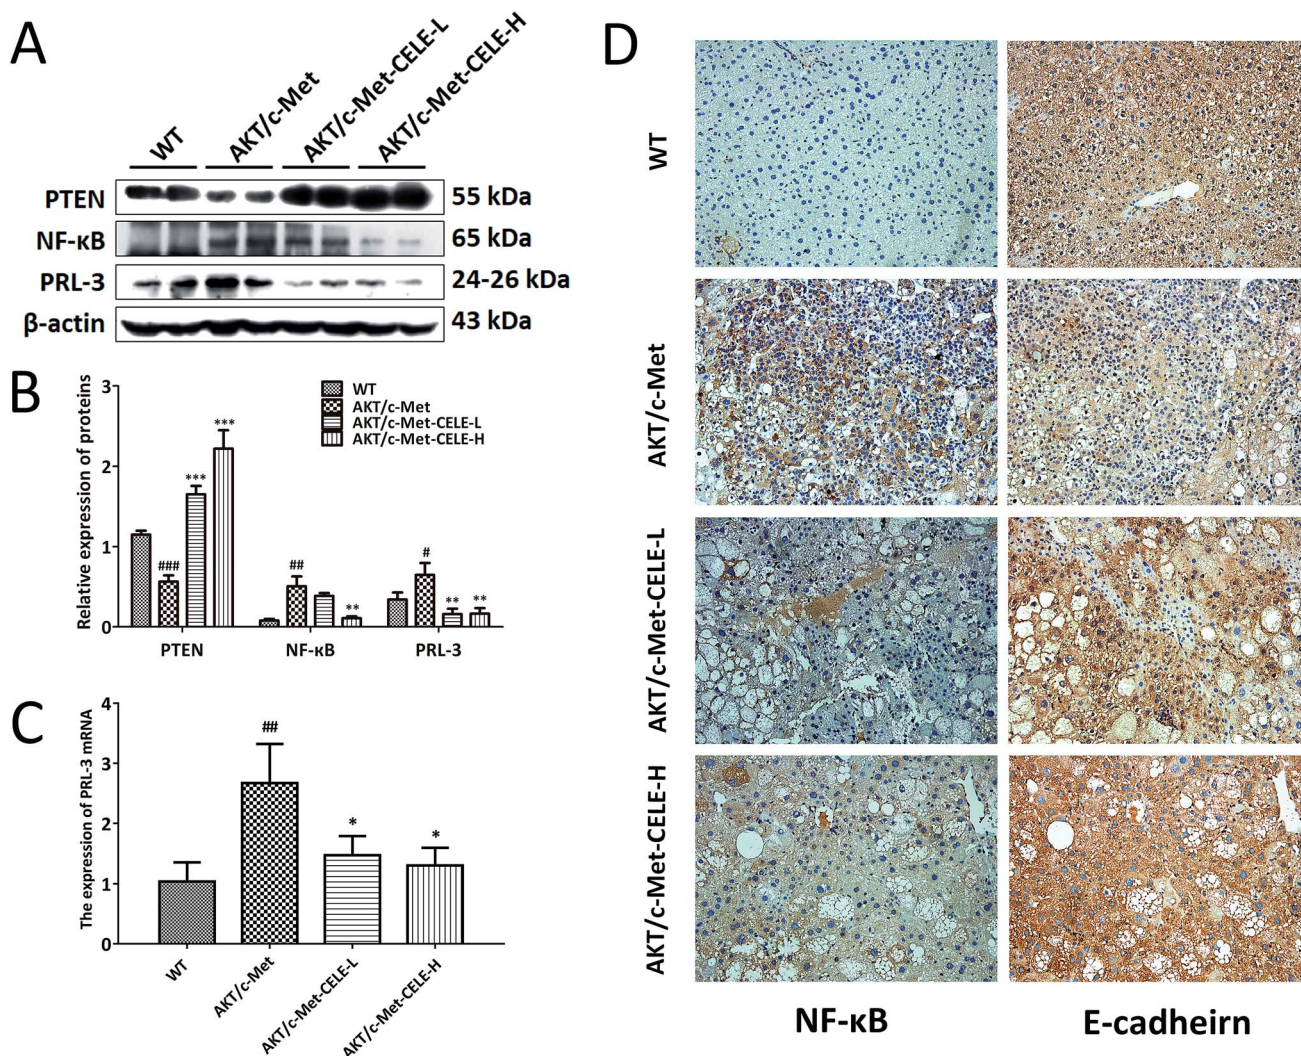 A
WT
AKT/c-Met
AKT/c-Met-CELE-L
AKT/c-Met-CELE-H
PTEN
55 kDa
NF-κB
65 kDa
PRL-3
24-26 kDa
β-actin
43 kDa
B
Relative expression of proteins
3
2
1
0
WT
AKT/c-Met
AKT/c-Met-CELE-L
AKT/c-Met-CELE-H
###
***
***
##
**
#
**
**
PTEN
NF-κB
PRL-3
C
The expression of PRL-3 mRNA
4
3
2
1
0
##
*
*
WT
AKT/c-Met
AKT/c-Met-CELE-L
AKT/c-Met-CELE-H
D
WT
AKT/c-Met
AKT/c-Met-CELE-L
AKT/c-Met-CELE-H
NF-κB
E-cadheirn